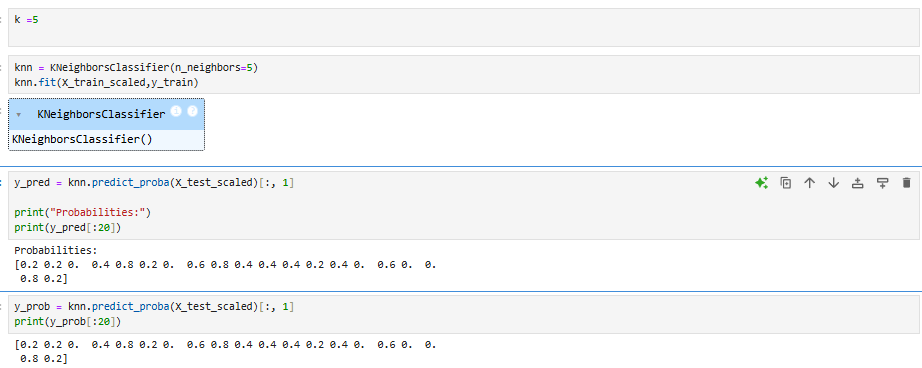 k =5
knn = KNeighborsClassifier(n_neighbors=5)
knn.fit(X_train_scaled,y_train)
KNeighborsClassifier i ?
KNeighborsClassifier()
y_pred = knn.predict_proba(X_test_scaled)[:, 1]
print("Probabilities:")
print(y_pred[:20])
Probabilities:
[0.2 0.2 0.  0.4 0.8 0.2 0.  0.6 0.8 0.4 0.4 0.4 0.2 0.4 0.  0.6 0.  0.
 0.8 0.2]
y_prob = knn.predict_proba(X_test_scaled)[:, 1]
print(y_prob[:20])
[0.2 0.2 0.  0.4 0.8 0.2 0.  0.6 0.8 0.4 0.4 0.4 0.2 0.4 0.  0.6 0.  0.
 0.8 0.2]